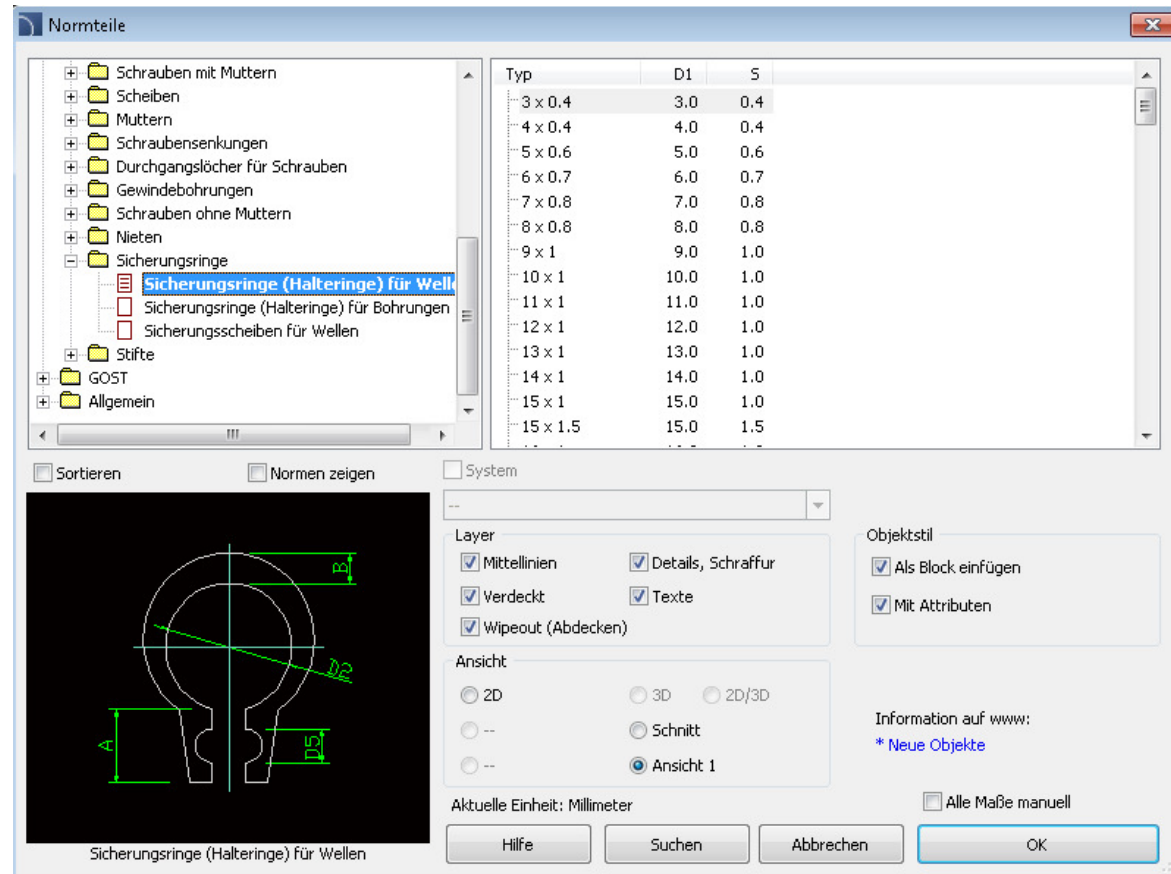 Normteile
Schrauben mit Muttern
Scheiben
Muttern
Schraubensenkungen
Durchgangslöcher für Schrauben
Gewindebohrungen
Schrauben ohne Muttern
Nieten
Sicherungsringe
Sicherungsringe (Halteringe) für Welle
Sicherungsringe (Halteringe) für Bohrungen
Sicherungsscheiben für Wellen
Stifte
GOST
Allgemein
Typ D1 S
3 x 0.4 3.0 0.4
4 x 0.4 4.0 0.4
5 x 0.6 5.0 0.6
6 x 0.7 6.0 0.7
7 x 0.8 7.0 0.8
8 x 0.8 8.0 0.8
9 x 1 9.0 1.0
10 x 1 10.0 1.0
11 x 1 11.0 1.0
12 x 1 12.0 1.0
13 x 1 13.0 1.0
14 x 1 14.0 1.0
15 x 1 15.0 1.0
15 x 1.5 15.0 1.5
Sortieren Normen zeigen
B
D2
A
D5
Sicherungsringe (Halteringe) für Wellen
System
--
Layer
Mittellinien Details, Schraffur
Verdeckt Texte
Wipeout (Abdecken)
Objektstil
Als Block einfügen
Mit Attributen
Ansicht
2D 3D 2D/3D
-- Schnitt
-- Ansicht 1
Information auf www:
* Neue Objekte
Aktuelle Einheit: Millimeter
Alle Maße manuell
Hilfe Suchen Abbrechen OK